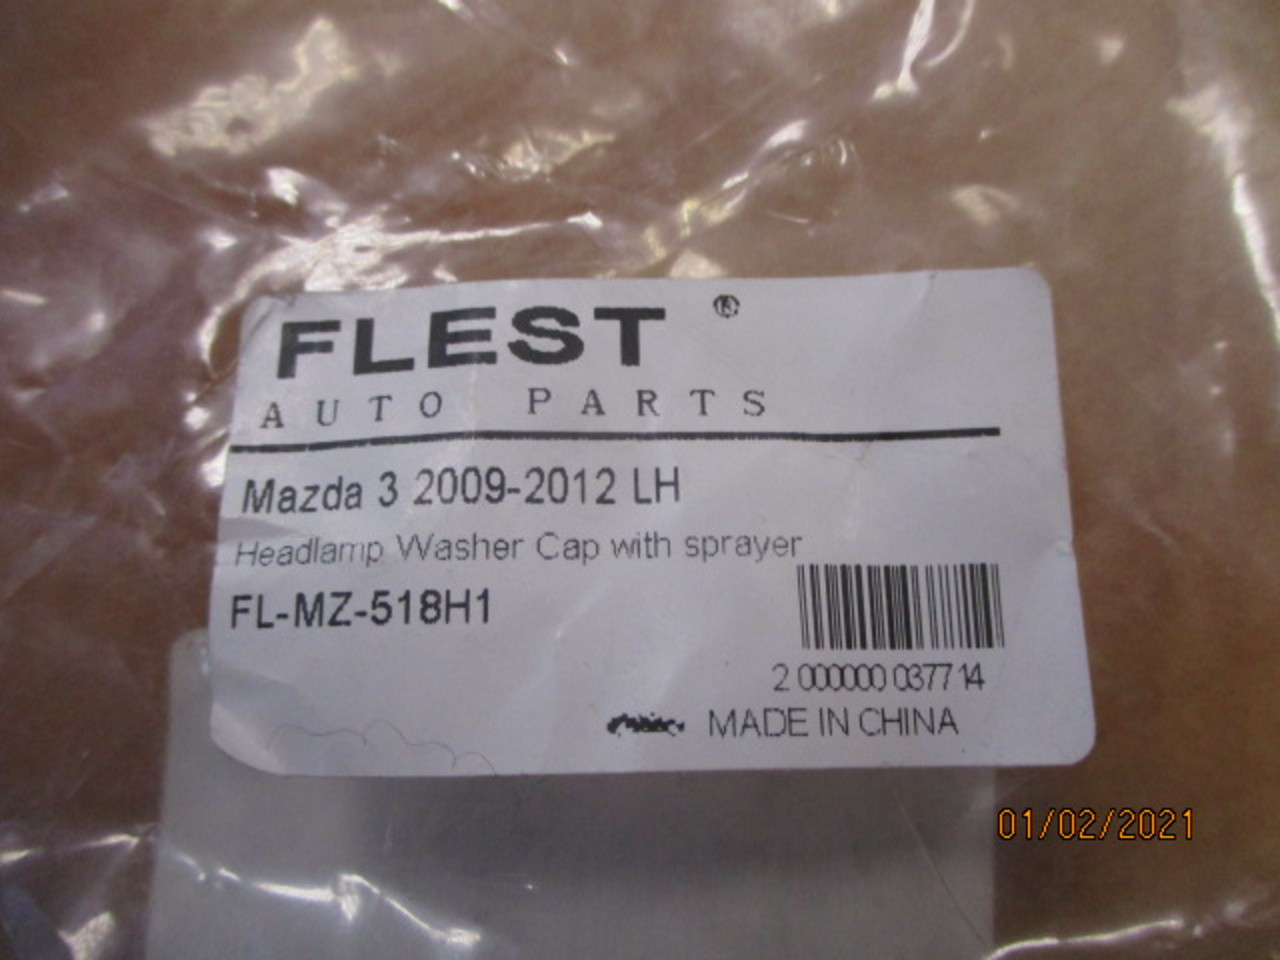 FLEST ®
AUTO PARTS
Mazda 3 2009-2012 LH
Headlamp Washer Cap with sprayer
FL-MZ-518H1
2 000000 037714
MADE IN CHINA
01/02/2021